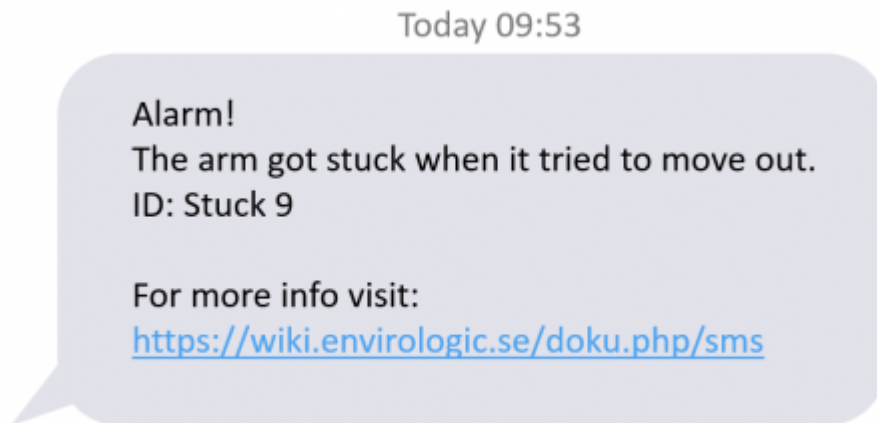 Today 09:53
Alarm!
The arm got stuck when it tried to move out.
ID: Stuck 9
For more info visit:
https://wiki.envirologic.se/doku.php/sms